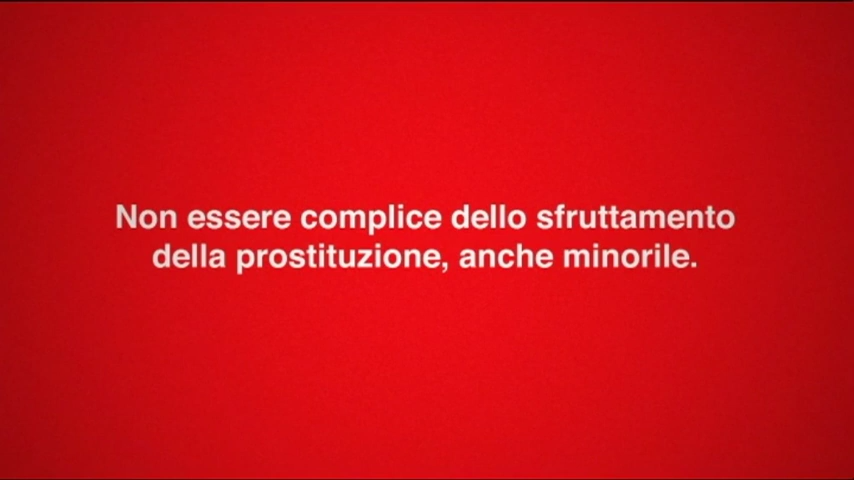 Non essere complice dello sfruttamento
della prostituzione, anche minorile.